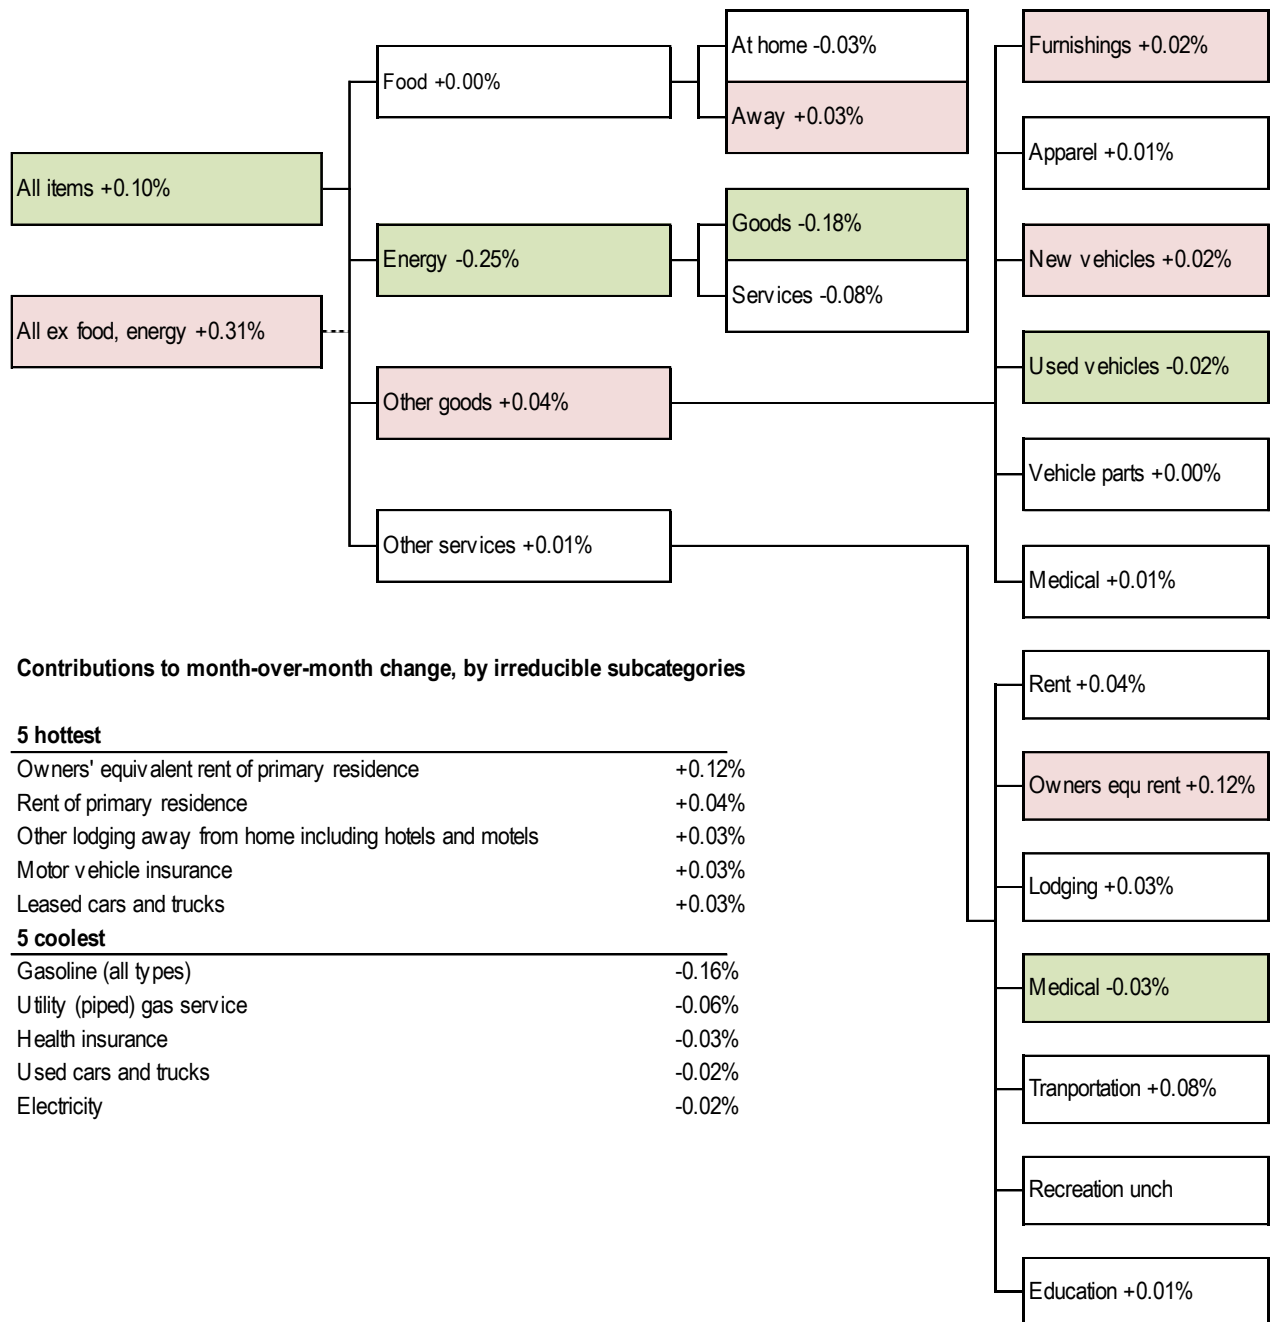 All items +0.10%
All ex food, energy +0.31%
Food +0.00%
Energy -0.25%
Other goods +0.04%
Other services +0.01%
At home -0.03%
Away +0.03%
Goods -0.18%
Services -0.08%
Furnishings +0.02%
Apparel +0.01%
New vehicles +0.02%
Used vehicles -0.02%
Vehicle parts +0.00%
Medical +0.01%
Rent +0.04%
Owners equ rent +0.12%
Lodging +0.03%
Medical -0.03%
Tranportation +0.08%
Recreation unch
Education +0.01%
Contributions to month-over-month change, by irreducible subcategories
5 hottest
Owners' equivalent rent of primary residence +0.12%
Rent of primary residence +0.04%
Other lodging away from home including hotels and motels +0.03%
Motor vehicle insurance +0.03%
Leased cars and trucks +0.03%
5 coolest
Gasoline (all types) -0.16%
Utility (piped) gas service -0.06%
Health insurance -0.03%
Used cars and trucks -0.02%
Electricity -0.02%